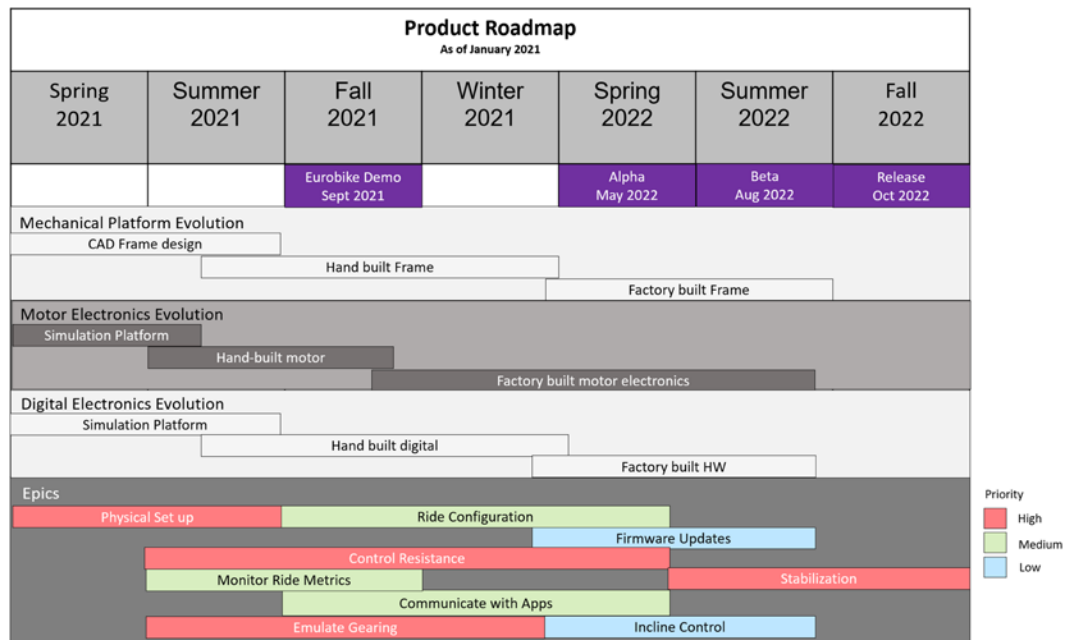 Product Roadmap
As of January 2021
Spring
2021
Summer
2021
Fall
2021
Winter
2021
Spring
2022
Summer
2022
Fall
2022
Eurobike Demo
Sept 2021
Alpha
May 2022
Beta
Aug 2022
Release
Oct 2022
Mechanical Platform Evolution
CAD Frame design
Hand built Frame
Factory built Frame
Motor Electronics Evolution
Simulation Platform
Hand-built motor
Factory built motor electronics
Digital Electronics Evolution
Simulation Platform
Hand built digital
Factory built HW
Epics
Physical Set up
Ride Configuration
Firmware Updates
Control Resistance
Monitor Ride Metrics
Stabilization
Communicate with Apps
Emulate Gearing
Incline Control
Priority
High
Medium
Low